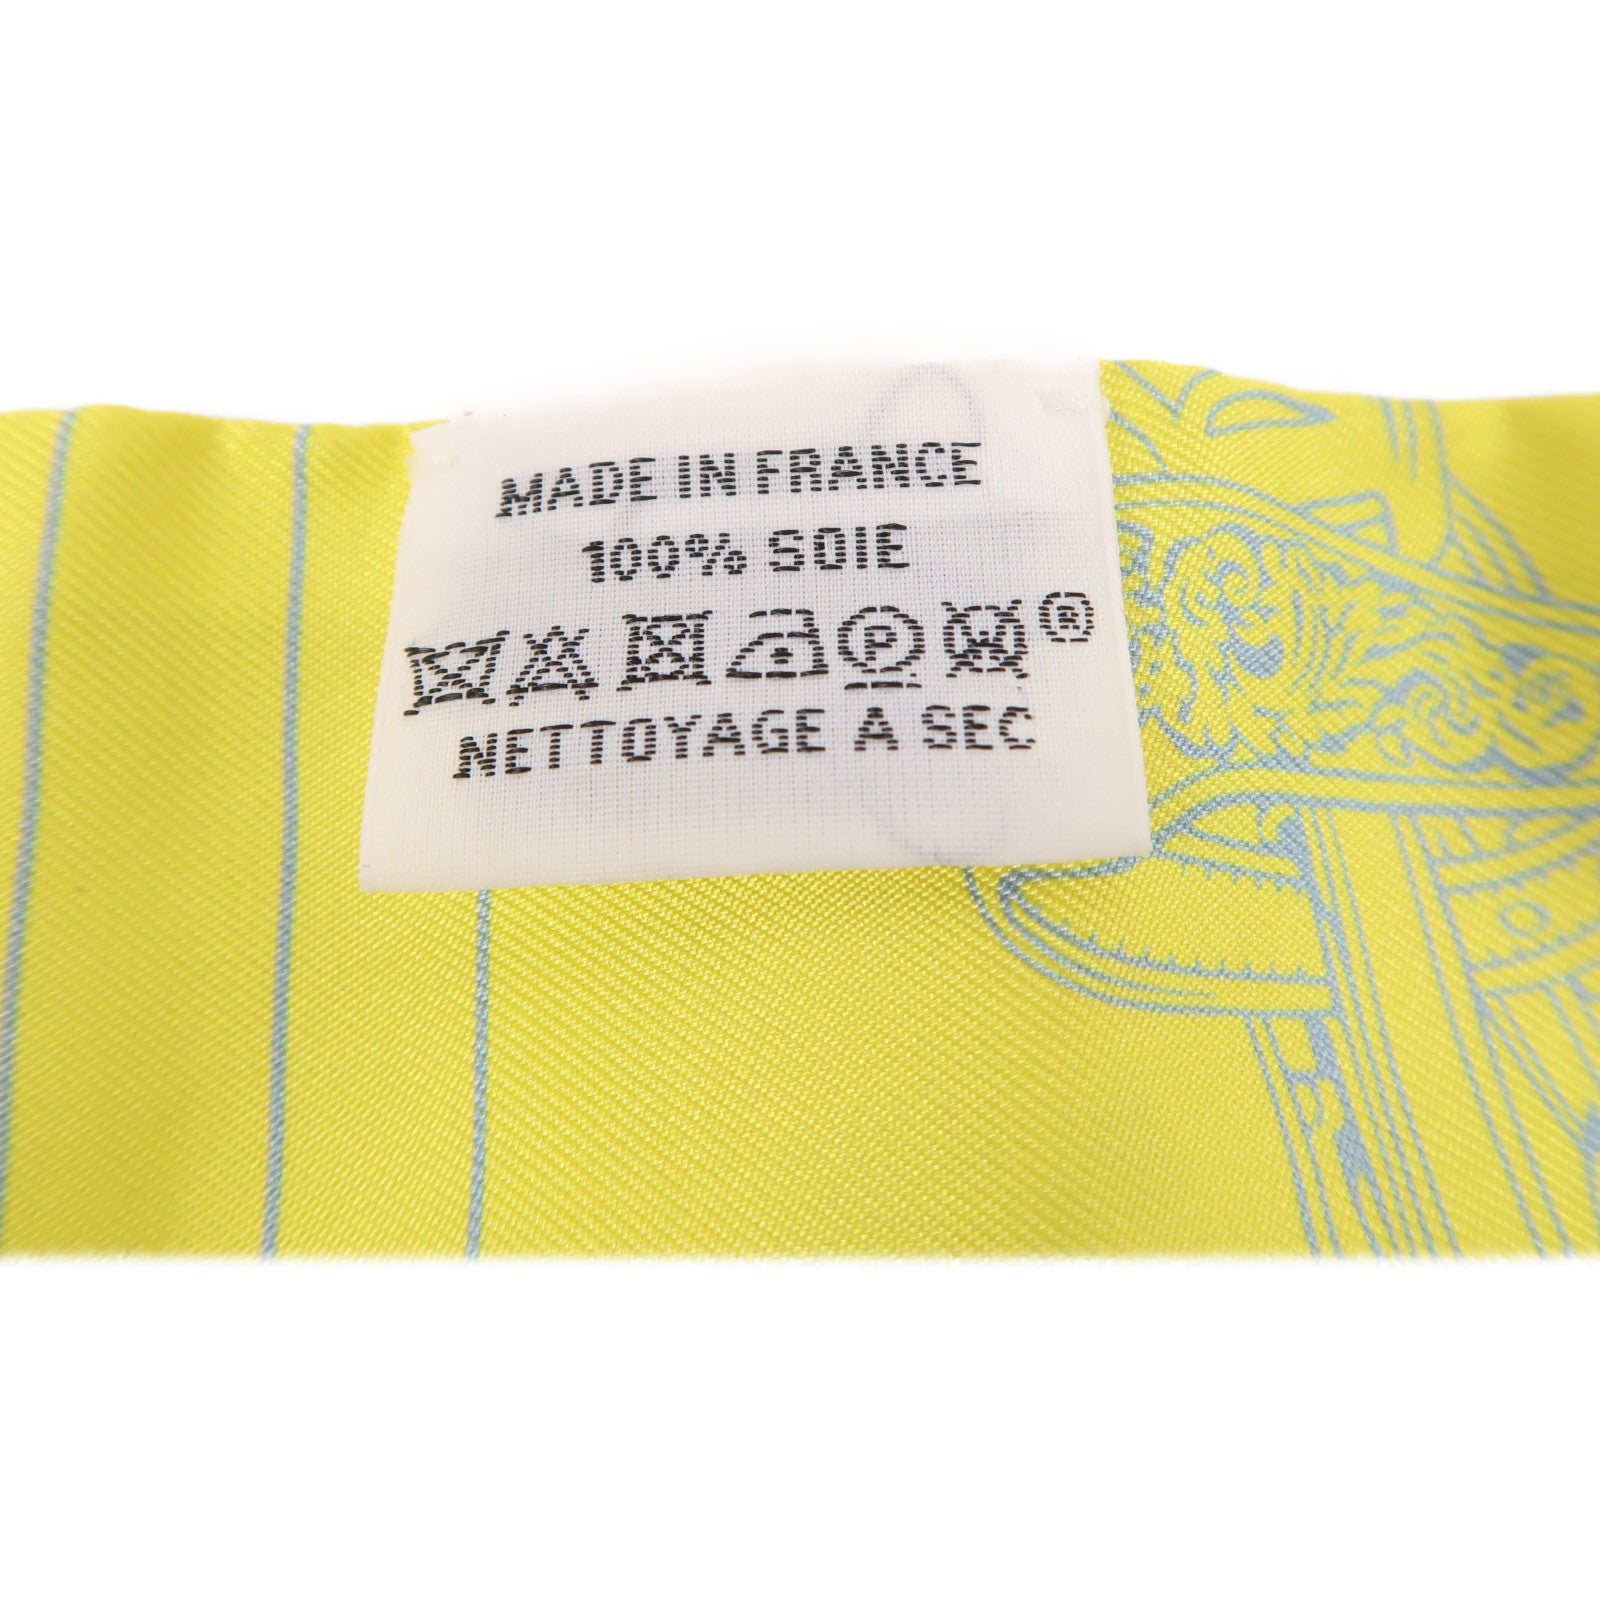 MADE IN FRANCE
100% SOIE
P ®
NETTOYAGE A SEC